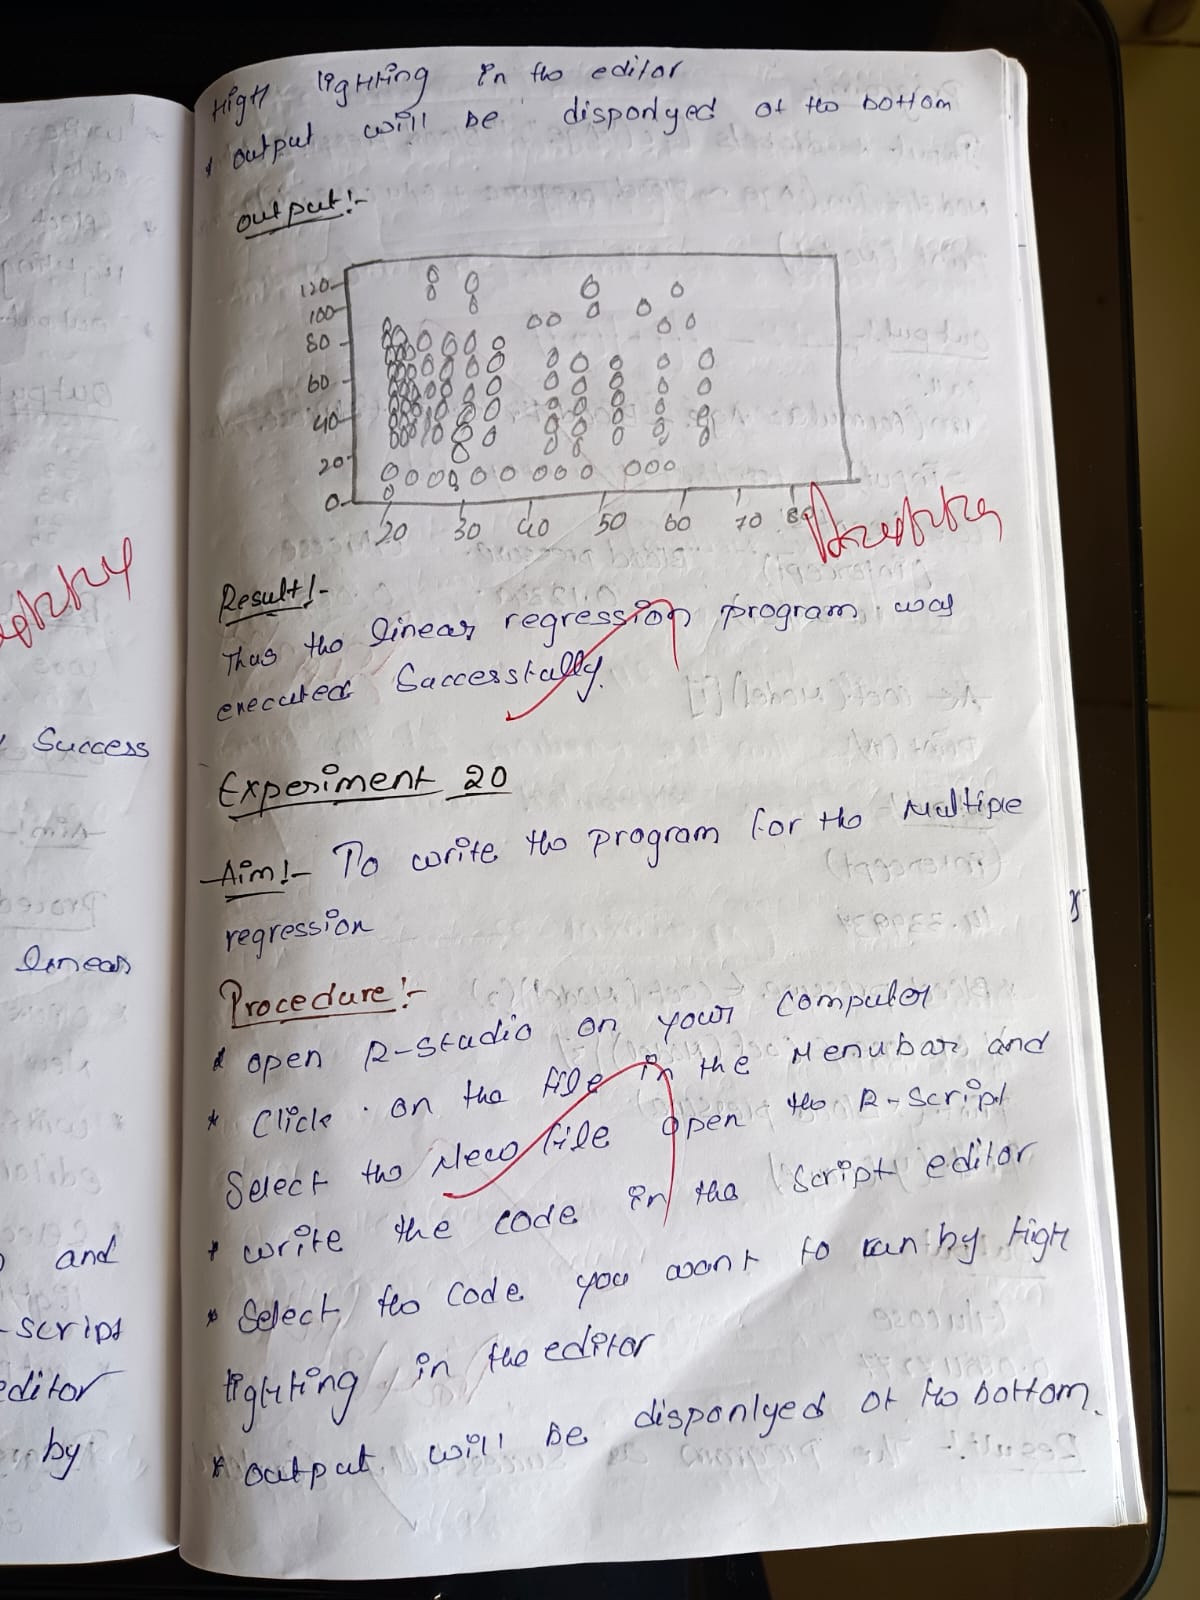 High lighting in the editor
* output will be disponlyed at the bottom
output:-
120
100
80
60
40
20
0
20 30 40 50 60 70 80
Result:-
Thus the linear regression program was
executed Successfully.
Experiment 20
Aim:- To write the program for the Multiple
regression
Procedure:-
* open R-Studio on your computer
* Click on the file in the Menubar and
Select the New file open the R-Script
* write the code in the Script editor
* Select the Code you want to run by High
lighting in the editor
* output will be disponlyed at the bottom.
Success
linear
and
script
editor
by